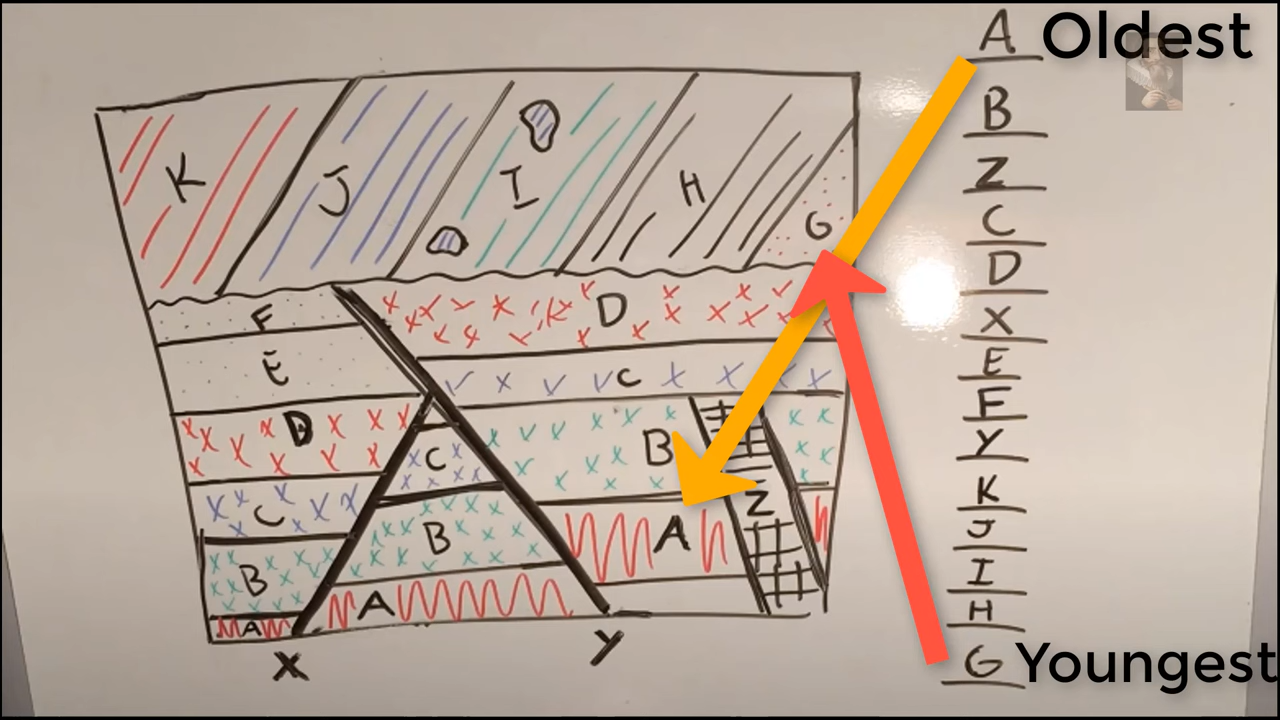 K J I H G
F D
E C
D B
C C A Z
B B
A A
X Y
A Oldest
B
Z
C
D
X
E
F
Y
K
J
I
H
G Youngest